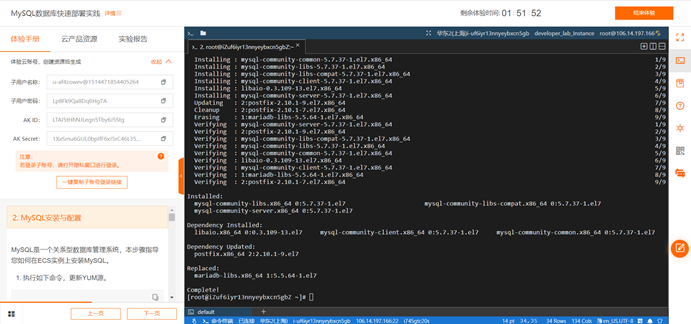 MySQL数据库快速部署实践 详情
剩余体验时间: 01 : 51 : 52
结束体验
体验手册 云产品资源 实验报告
体验云账号，创建资源后生成 收起
子用户名称:
子用户密码:
AK ID:
AK Secret:
注意:
若登录子账号，请打开隐私窗口进行登录。
一键复制子账号登录链接
2. MySQL安装与配置
MySQL是一个关系型数据库管理系统，本步骤指导您如何在ECS实例上安装MySQL。
1. 执行如下命令，更新YUM源。
上一页 下一页
华东2(上海) developer_lab_Instance root@106.14.197.166
Installing : mysql-community-common-5.7.37-1.el7.x86_64 1/9
Installing : mysql-community-libs-5.7.37-1.el7.x86_64 2/9
Installing : mysql-community-libs-compat-5.7.37-1.el7.x86_64 3/9
Installing : mysql-community-client-5.7.37-1.el7.x86_64 4/9
Installing : libaio-0.3.109-13.el7.x86_64 5/9
Installing : mysql-community-server-5.7.37-1.el7.x86_64 6/9
Updating : 2:postfix-2.10.1-9.el7.x86_64 7/9
Cleanup : 2:postfix-2.10.1-7.el7.x86_64 8/9
Erasing : 1:mariadb-libs-5.5.64-1.el7.x86_64 9/9
Verifying : mysql-community-server-5.7.37-1.el7.x86_64 1/9
Verifying : 2:postfix-2.10.1-9.el7.x86_64 2/9
Verifying : mysql-community-libs-compat-5.7.37-1.el7.x86_64 3/9
Verifying : mysql-community-common-5.7.37-1.el7.x86_64 4/9
Verifying : mysql-community-libs-5.7.37-1.el7.x86_64 5/9
Verifying : libaio-0.3.109-13.el7.x86_64 6/9
Verifying : mysql-community-client-5.7.37-1.el7.x86_64 7/9
Verifying : 1:mariadb-libs-5.5.64-1.el7.x86_64 8/9
Verifying : 2:postfix-2.10.1-7.el7.x86_64 9/9
Installed:
mysql-community-libs.x86_64 0:5.7.37-1.el7 mysql-community-libs-compat.x86_64 0:5.7.37-1.el7
mysql-community-server.x86_64 0:5.7.37-1.el7
Dependency Installed:
libaio.x86_64 0:0.3.109-13.el7 mysql-community-client.x86_64 0:5.7.37-1.el7 mysql-community-common.x86_64 0:5.7.37-1.el7
Dependency Updated:
postfix.x86_64 2:2.10.1-9.el7
Replaced:
mariadb-libs.x86_64 1:5.5.64-1.el7
Complete!
default
命令终端 已连接 华东2(上海) 106.14.197.166:22 14 pt 34 Rows 134 Cols en_US.UTF-8